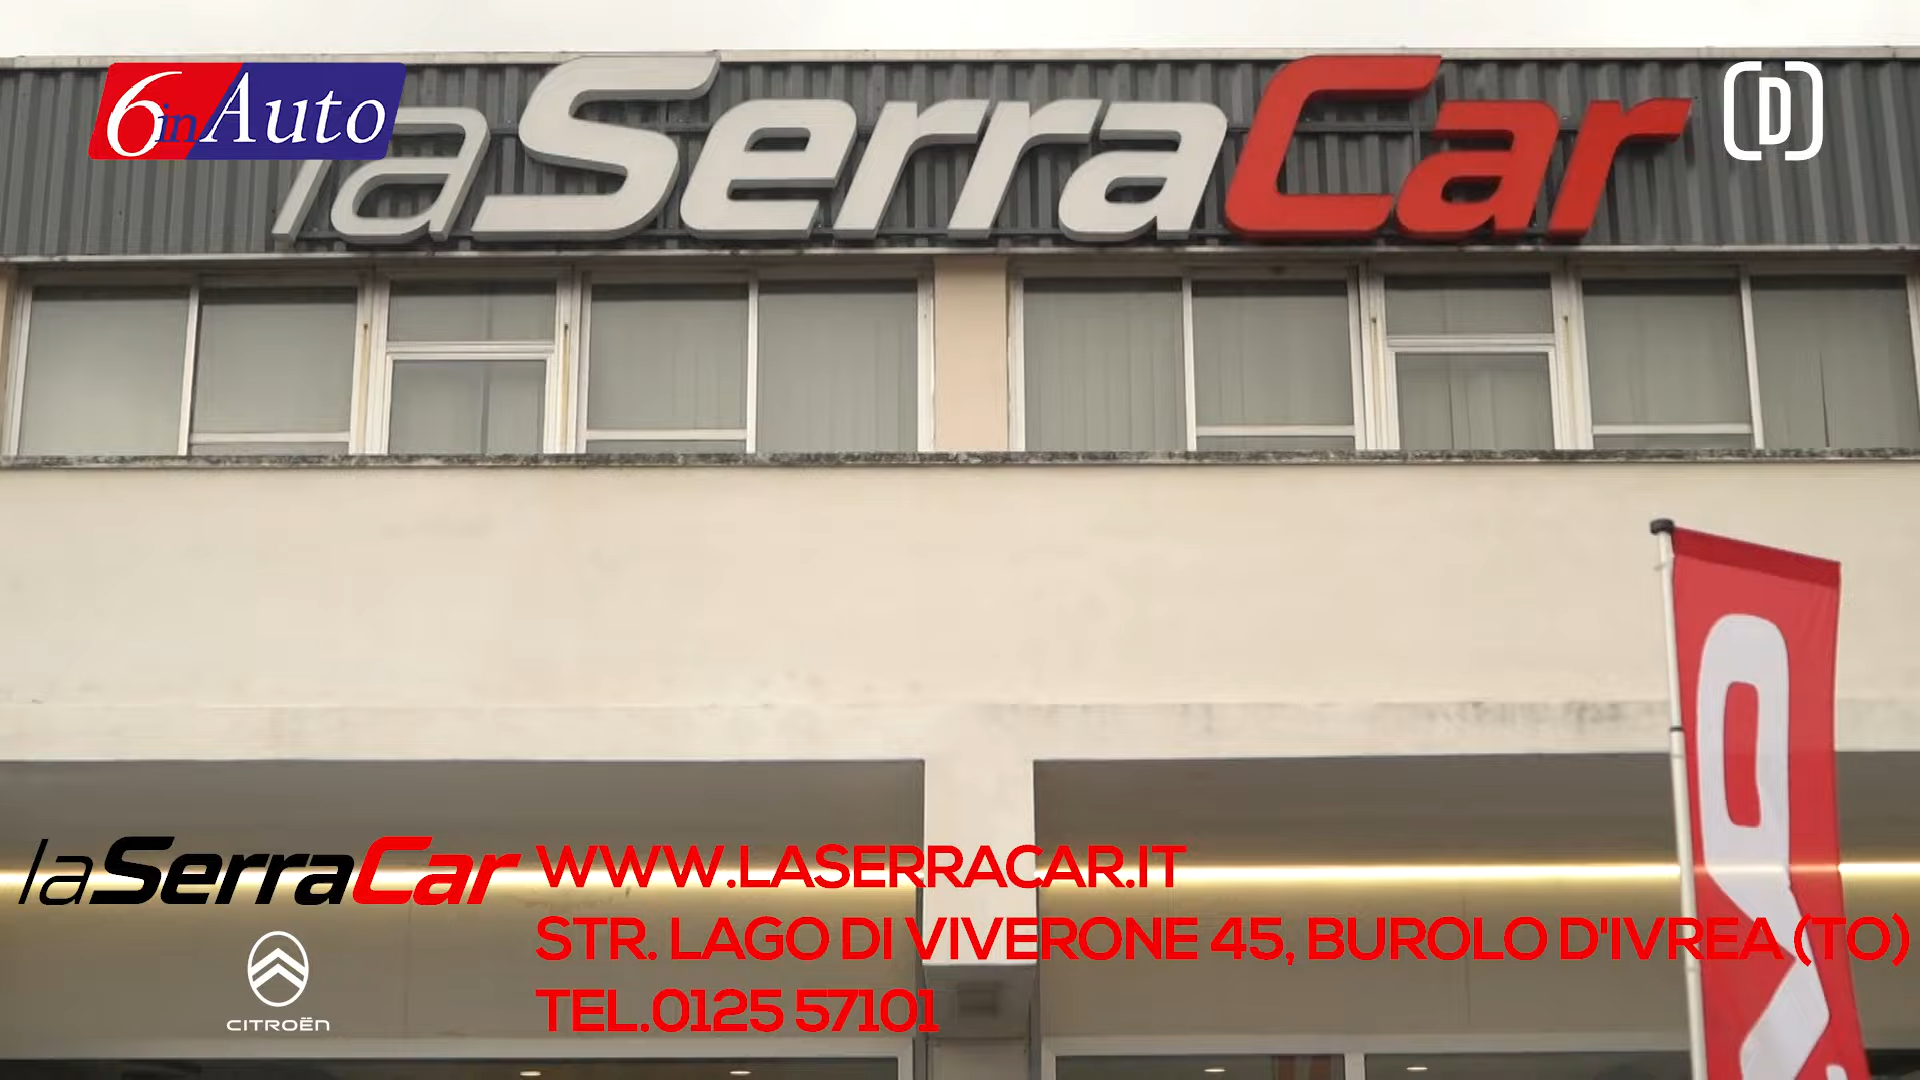 6inAuto
laSerraCar
[D]
laSerraCar
WWW.LASERRACAR.IT
STR. LAGO DI VIVERONE 45, BUROLO D'IVREA (TO)
TEL.0125 57101
CITROËN